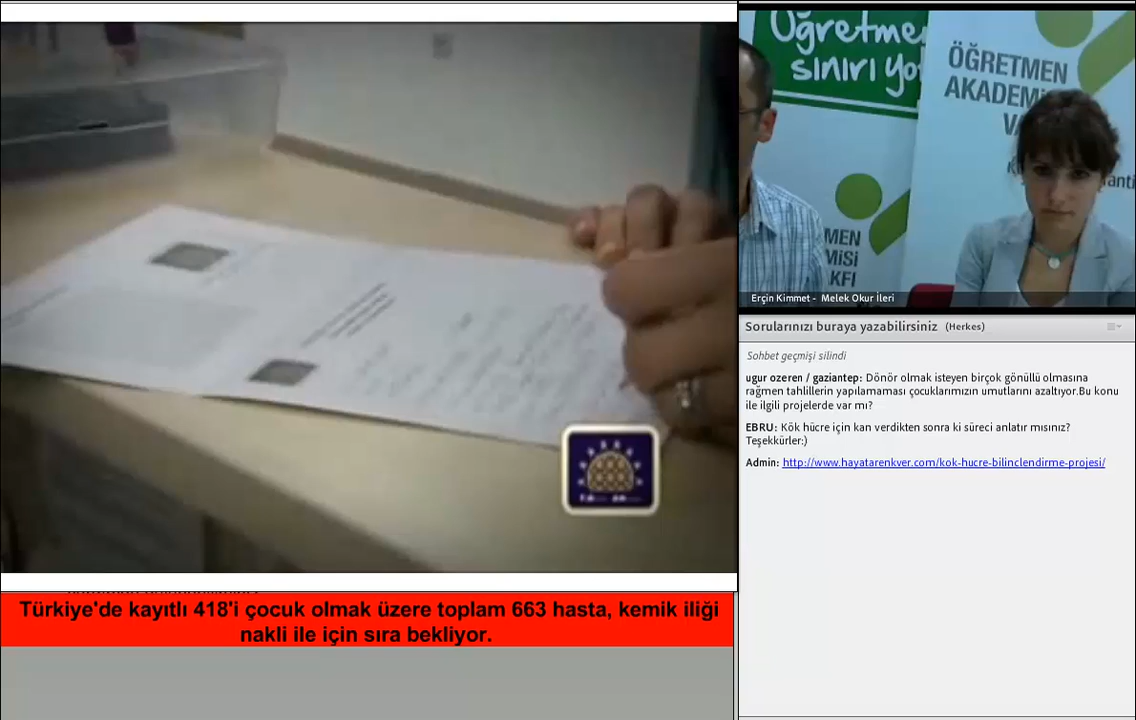 Öğretme
sınırı yo
ÖĞRETMEN
AKADEMİ
VA
MEN
MİSİ
KFI
Erçin Kimmet - Melek Okur İleri
Sorularınızı buraya yazabilirsiniz (Herkes)
Sohbet geçmişi silindi
ugur ozeren / gaziantep: Dönör olmak isteyen birçok gönüllü olmasına
rağmen tahlillerin yapılamaması çocuklarımızın umutlarını azaltıyor.Bu konu
ile ilgili projelerde var mı?
EBRU: Kök hücre için kan verdikten sonra ki süreci anlatır mısınız?
Teşekkürler:)
Admin: http://www.hayatarenkver.com/kok-hucre-bilinclendirme-projesi/
Türkiye'de kayıtlı 418'i çocuk olmak üzere toplam 663 hasta, kemik iliği
nakli ile için sıra bekliyor.